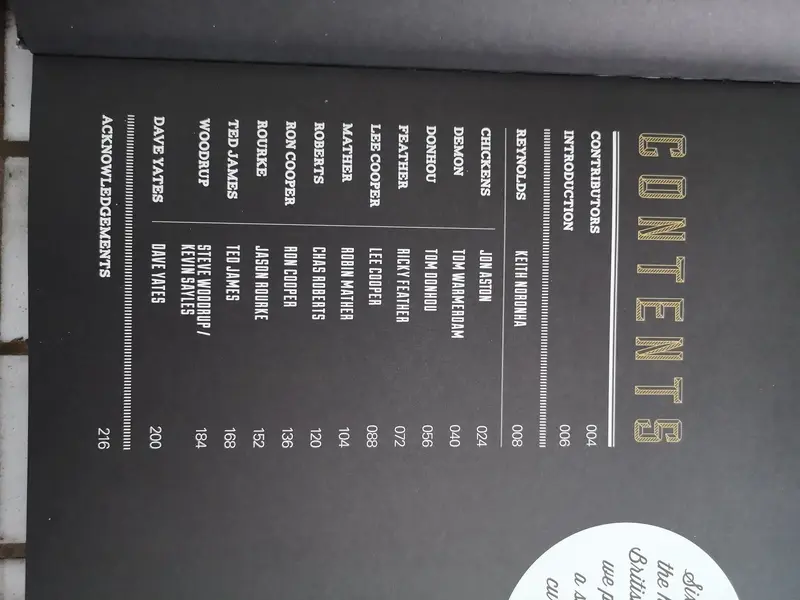 CONTENTS
CONTRIBUTORS 004
INTRODUCTION 006
REYNOLDS KEITH NORONHA 008
CHICKENS JON ASTON 024
DEMON TOM WARMERDAM 040
DONHOU TOM DONHOU 056
FEATHER RICKY FEATHER 072
LEE COOPER LEE COOPER 088
MATHER ROBIN MATHER 104
ROBERTS CHAS ROBERTS 120
RON COOPER RON COOPER 136
ROURKE JASON ROURKE 152
TED JAMES TED JAMES 168
WOODRUP STEVE WOODRUP /
KEVIN SAYLES 184
DAVE YATES DAVE YATES 200
ACKNOWLEDGEMENTS 216
the
we
a